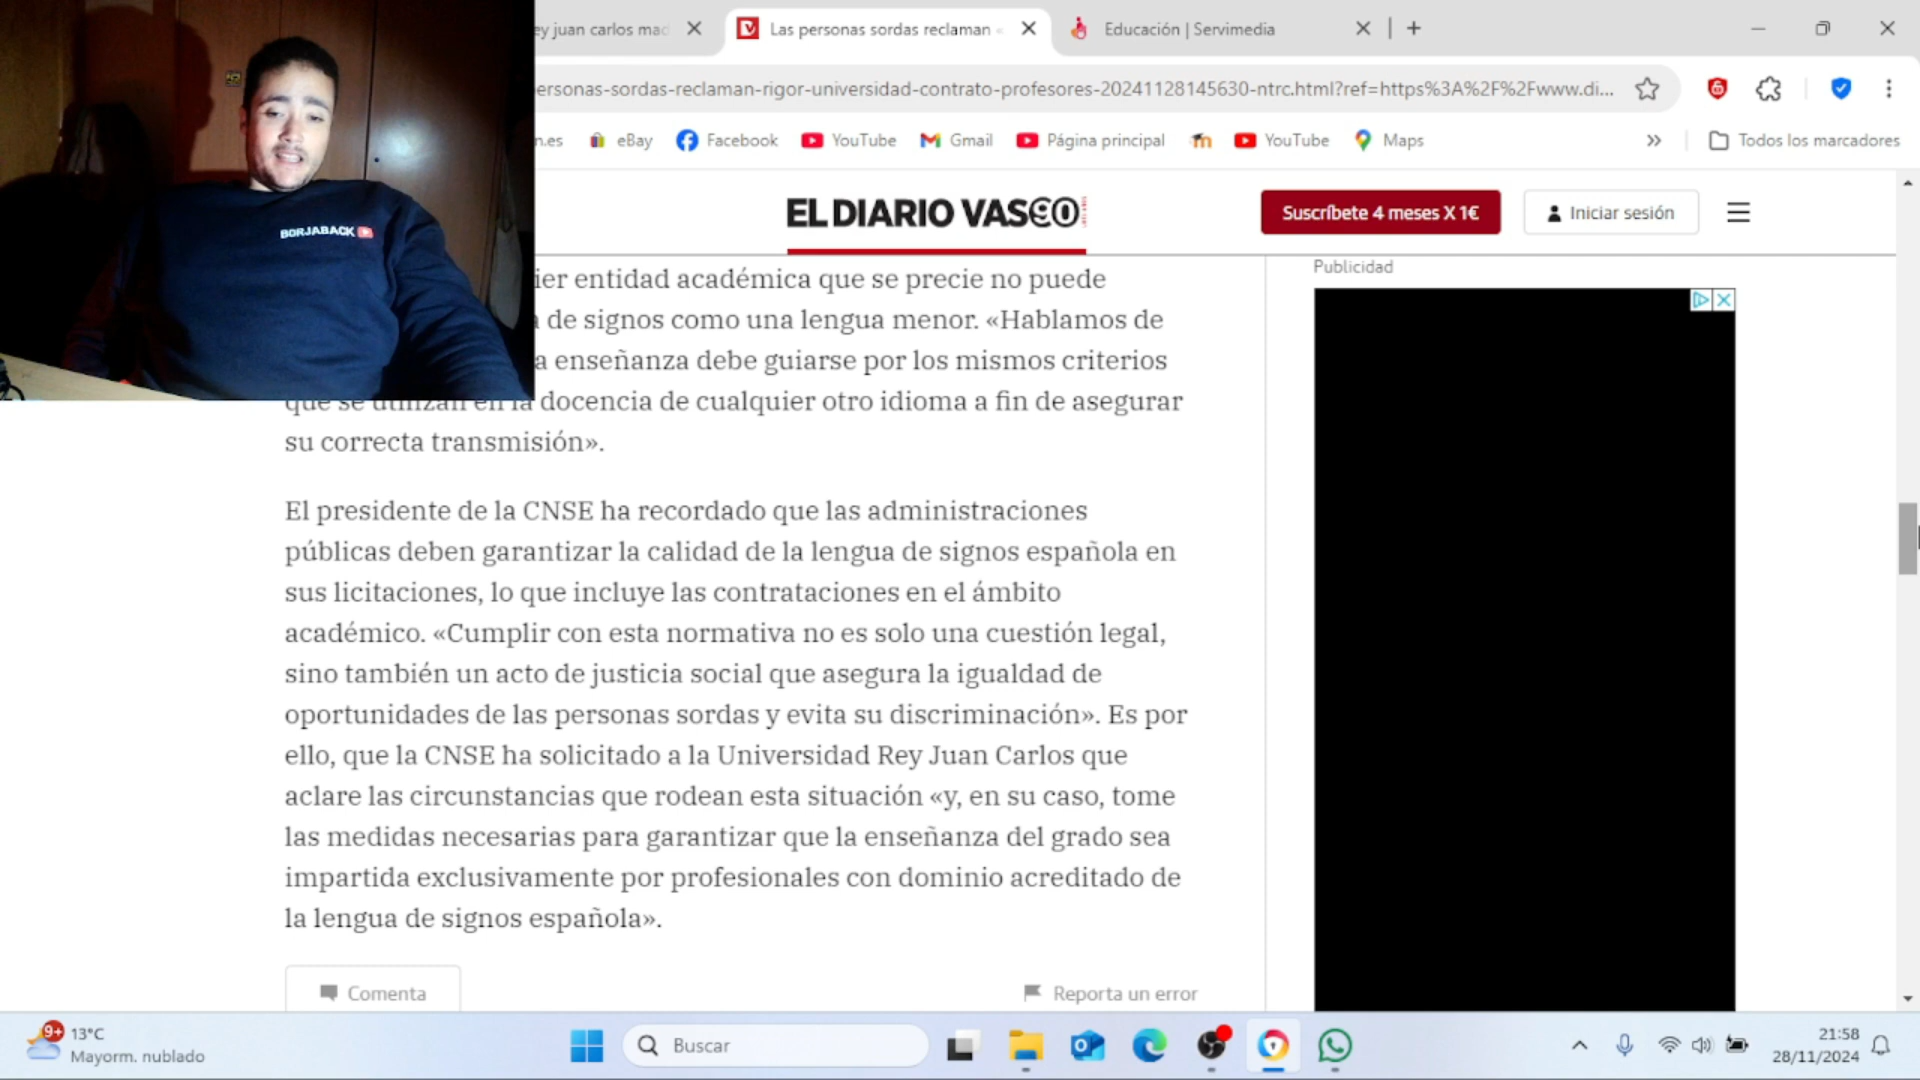 ey juan carlos mad
Las personas sordas reclaman «
Educación | Servimedia
ersonas-sordas-reclaman-rigor-universidad-contrato-profesores-20241128145630-ntrc.html?ref=https%3A%2F%2Fwww.di...
n.es
eBay
Facebook
YouTube
Gmail
Página principal
YouTube
Maps
»
Todos los marcadores
BORJABACK
EL DIARIO VASCO
90
Suscríbete 4 meses X 1€
Iniciar sesión
Publicidad
ier entidad académica que se precie no puede
a de signos como una lengua menor. «Hablamos de
a enseñanza debe guiarse por los mismos criterios
que se utilizan en la docencia de cualquier otro idioma a fin de asegurar
su correcta transmisión».
El presidente de la CNSE ha recordado que las administraciones
públicas deben garantizar la calidad de la lengua de signos española en
sus licitaciones, lo que incluye las contrataciones en el ámbito
académico. «Cumplir con esta normativa no es solo una cuestión legal,
sino también un acto de justicia social que asegura la igualdad de
oportunidades de las personas sordas y evita su discriminación». Es por
ello, que la CNSE ha solicitado a la Universidad Rey Juan Carlos que
aclare las circunstancias que rodean esta situación «y, en su caso, tome
las medidas necesarias para garantizar que la enseñanza del grado sea
impartida exclusivamente por profesionales con dominio acreditado de
la lengua de signos española».
Comenta
Reporta un error
9+
13°C
Mayorm. nublado
Buscar
21:58
28/11/2024